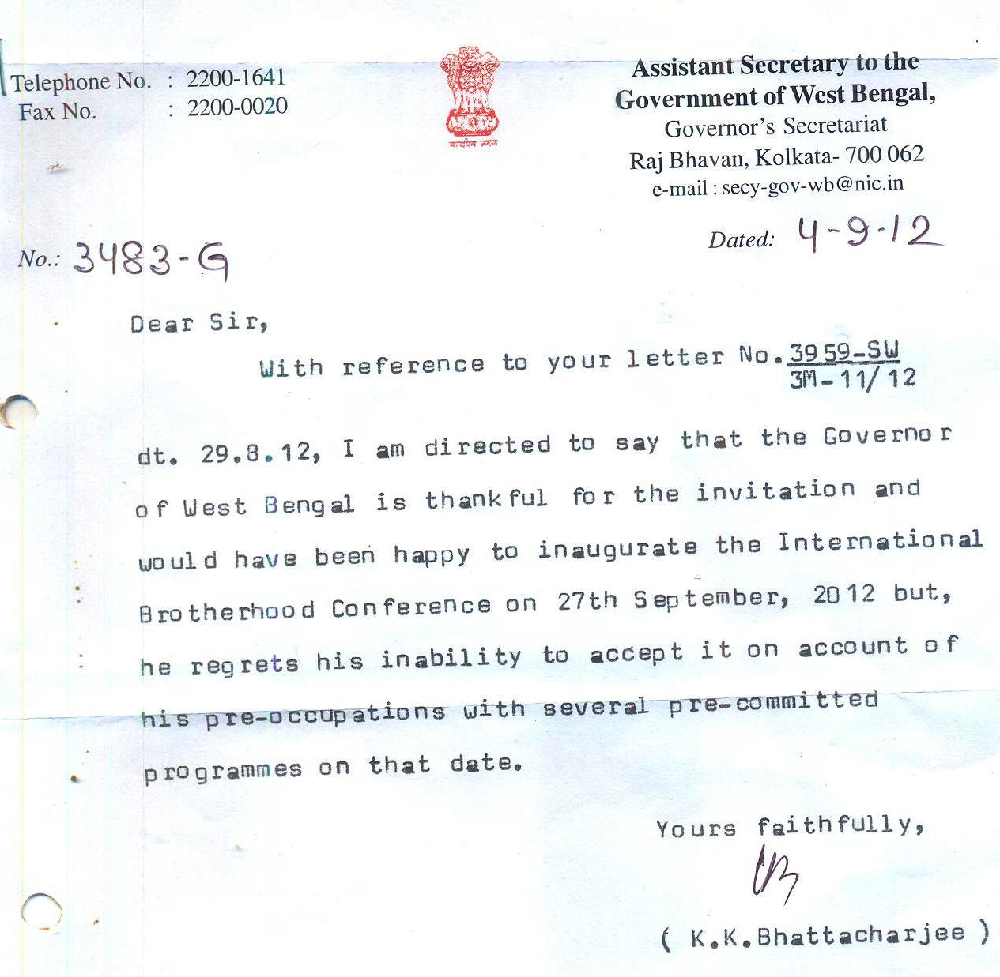 Telephone No. : 2200-1641
Fax No. : 2200-0020
सत्यमेव जयते
Assistant Secretary to the
Government of West Bengal,
Governor's Secretariat
Raj Bhavan, Kolkata- 700 062
e-mail : secy-gov-wb@nic.in
No.: 3483-G
Dated: 4-9-12
Dear Sir,
With reference to your letter No. 3959-SW
3M-11/12
dt. 29.8.12, I am directed to say that the Governor
of West Bengal is thankful for the invitation and
would have been happy to inaugurate the International
Brotherhood Conference on 27th September, 2012 but,
he regrets his inability to accept it on account of
his pre-occupations with several pre-committed
programmes on that date.
Yours faithfully,
( K.K.Bhattacharjee )